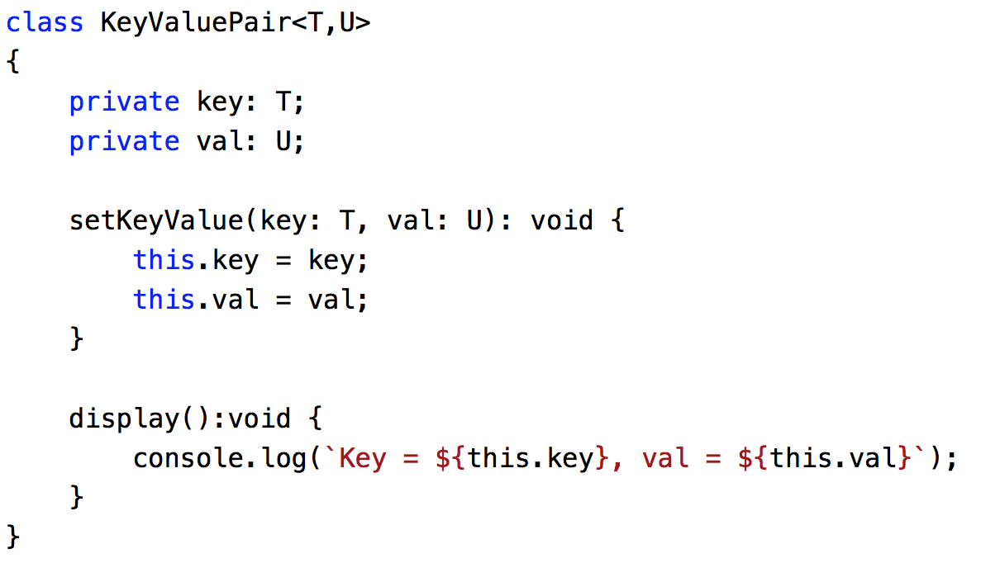 class KeyValuePair<T,U>
{
    private key: T;
    private val: U;

    setKeyValue(key: T, val: U): void {
        this.key = key;
        this.val = val;
    }

    display():void {
        console.log(`Key = ${this.key}, val = ${this.val}`);
    }
}